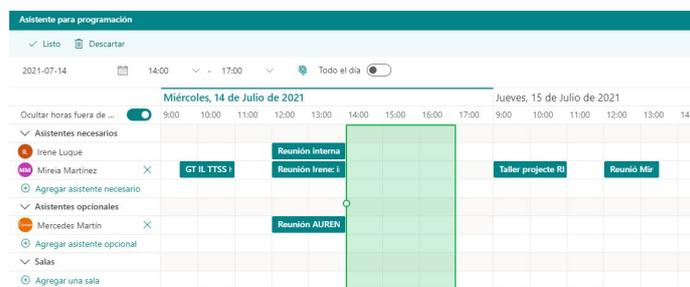 Asistente para programación
Listo Descartar
2021-07-14 14:00 - 17:00 Todo el día
Miércoles, 14 de Julio de 2021 Jueves, 15 de Julio de 2021
Ocultar horas fuera de ... 9:00 10:00 11:00 12:00 13:00 14:00 15:00 16:00 17:00 9:00 10:00 11:00 12:00 13:00 14
Asistentes necesarios
IL Irene Luque Reunión interna
MM Mireia Martínez GT IL TTSS Reunión Irene: Taller projecte Reunió Mir
Agregar asistente necesario
Asistentes opcionales
Mercedes Martín Reunión AUREN
Agregar asistente opcional
Salas
Agregar una sala